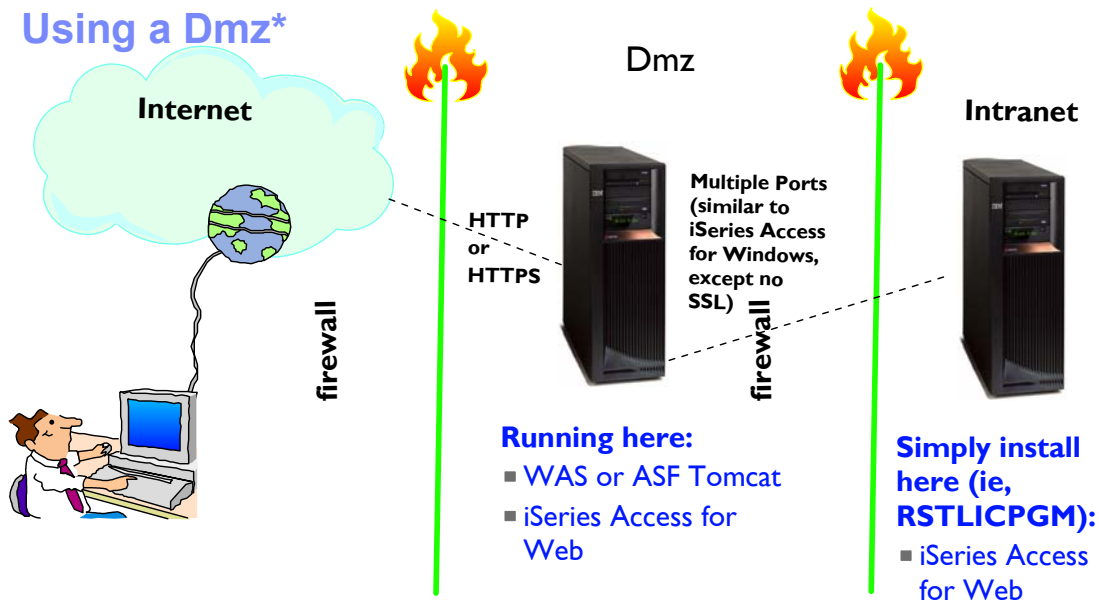 Using a Dmz*
Internet
Dmz
Intranet
HTTP
or
HTTPS
Multiple Ports
(similar to
iSeries Access
for Windows,
except no
SSL)
firewall
firewall
Running here:
WAS or ASF Tomcat
iSeries Access for
Web
Simply install
here (ie,
RSTLICPGM):
iSeries Access
for Web